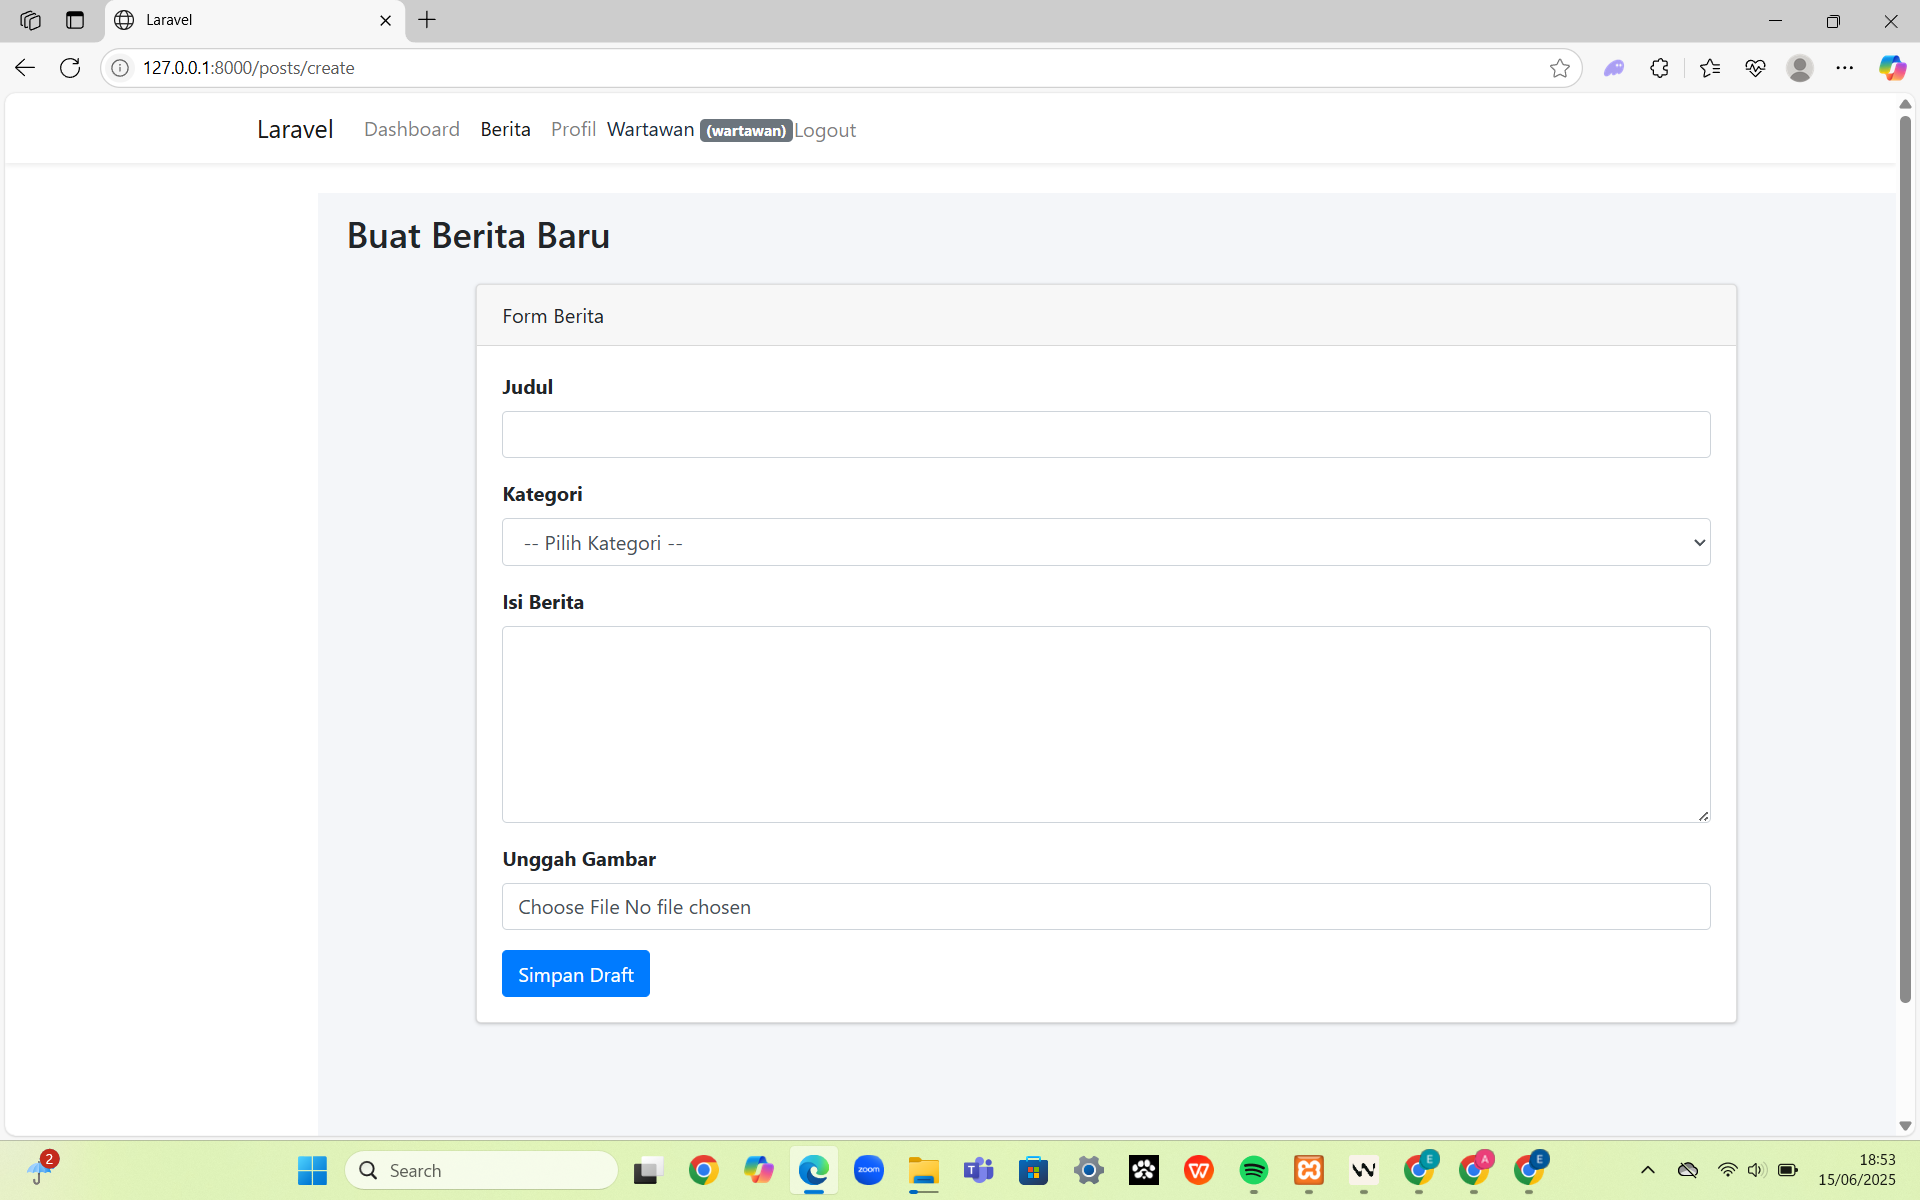 Laravel
127.0.0.1:8000/posts/create
Laravel Dashboard Berita Profil Wartawan (wartawan) Logout
Buat Berita Baru
Form Berita
Judul
Kategori
-- Pilih Kategori --
Isi Berita
Unggah Gambar
Choose File No file chosen
Simpan Draft
2
Search
zoom
E
A
E
18:53
15/06/2025